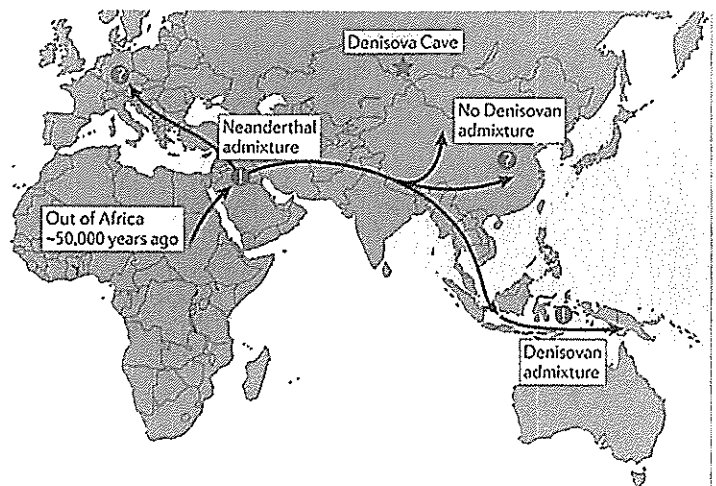 Denisova Cave
No Denisovan
admixture
?
?
Neanderthal
admixture
Out of Africa
~50,000 years ago
Denisovan
admixture